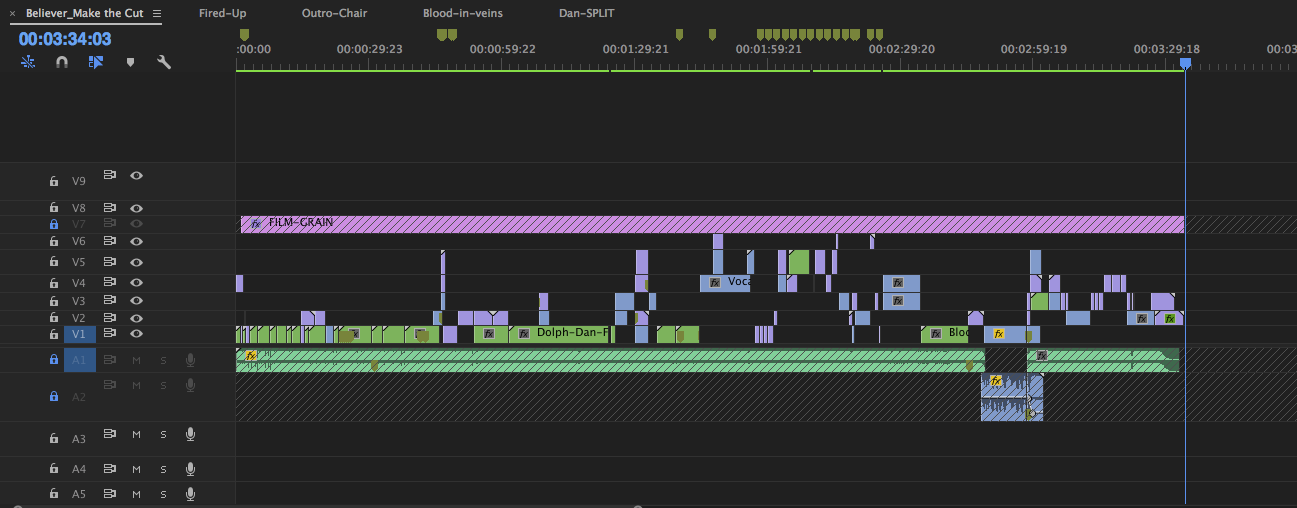 × Believer_Make the Cut Fired-Up Outro-Chair Blood-in-veins Dan-SPLIT
00:03:34:03
:00:00 00:00:29:23 00:00:59:22 00:01:29:21 00:01:59:21 00:02:29:20 00:02:59:19 00:03:29:18 00:03
V9
V8
V7 fx FILM-GRAIN
V6
V5
V4 fx Voca fx
V3 fx
V2 fx fx
V1 fx fx fx fx Dolph-Dan-F fx fx Blo fx
A1 M S fx fx
A2 M S fx
A3 M S
A4 M S
A5 M S